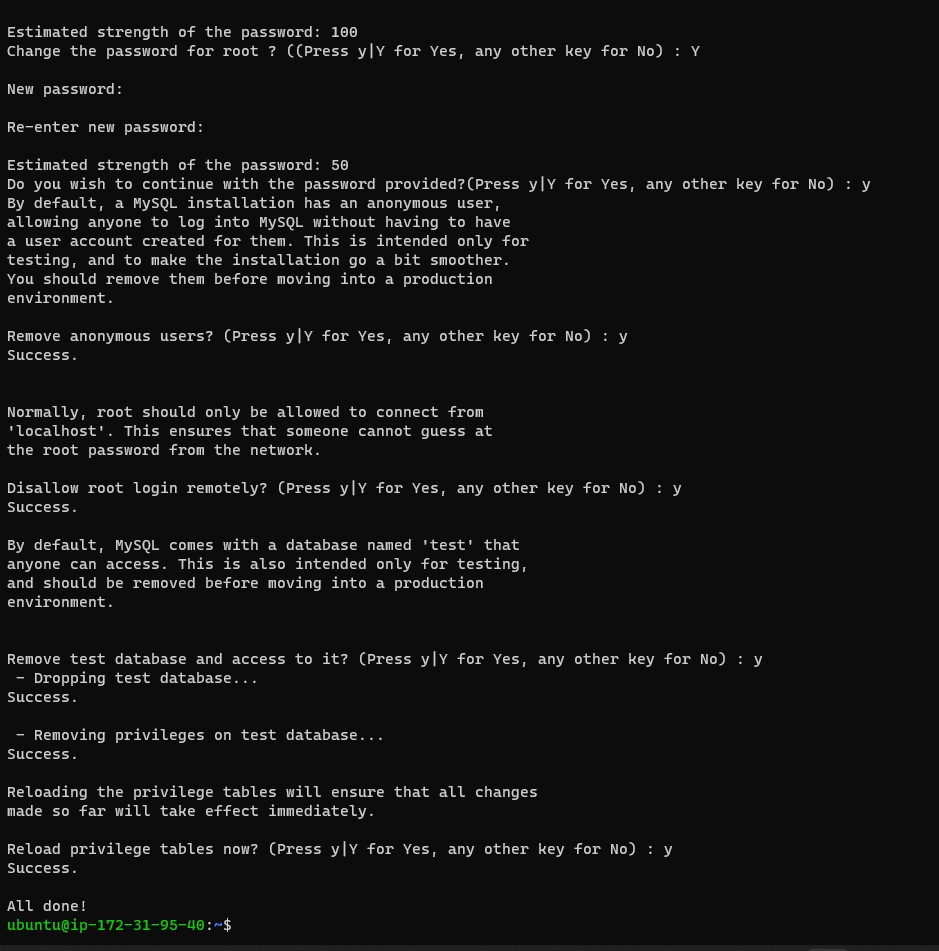 Estimated strength of the password: 100
Change the password for root ? ((Press y|Y for Yes, any other key for No) : Y
New password:
Re-enter new password:
Estimated strength of the password: 50
Do you wish to continue with the password provided?(Press y|Y for Yes, any other key for No) : y
By default, a MySQL installation has an anonymous user,
allowing anyone to log into MySQL without having to have
a user account created for them. This is intended only for
testing, and to make the installation go a bit smoother.
You should remove them before moving into a production
environment.
Remove anonymous users? (Press y|Y for Yes, any other key for No) : y
Success.
Normally, root should only be allowed to connect from
'localhost'. This ensures that someone cannot guess at
the root password from the network.
Disallow root login remotely? (Press y|Y for Yes, any other key for No) : y
Success.
By default, MySQL comes with a database named 'test' that
anyone can access. This is also intended only for testing,
and should be removed before moving into a production
environment.
Remove test database and access to it? (Press y|Y for Yes, any other key for No) : y
- Dropping test database...
Success.
- Removing privileges on test database...
Success.
Reloading the privilege tables will ensure that all changes
made so far will take effect immediately.
Reload privilege tables now? (Press y|Y for Yes, any other key for No) : y
Success.
All done!
ubuntu@ip-172-31-95-40:~$